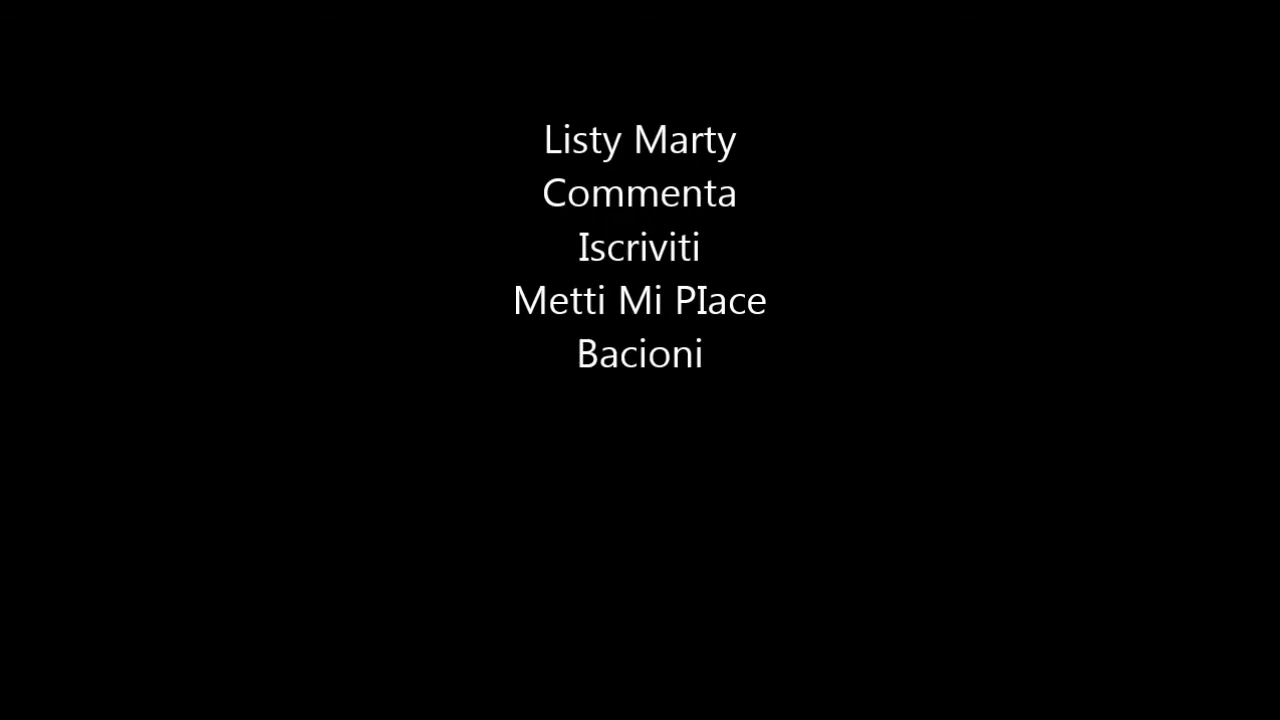 Listy Marty
Commenta
Iscriviti
Metti Mi PIace
Bacioni